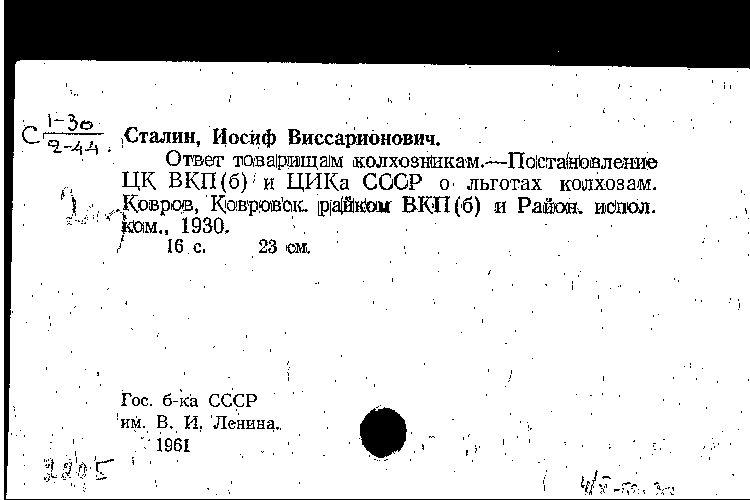 С 1-30
2-44.
Сталин, Иосиф Виссарионович.
Ответ товарищам колхозникам.—Постановление
ЦК ВКП(б) и ЦИКа СССР о льготах колхозам.
Ковров, Ковровск. райком ВКП(б) и Район. испол.
ком., 1930.
16 с. 23 см.
Гос. б-ка СССР
им. В. И. Ленина.
1961
2205